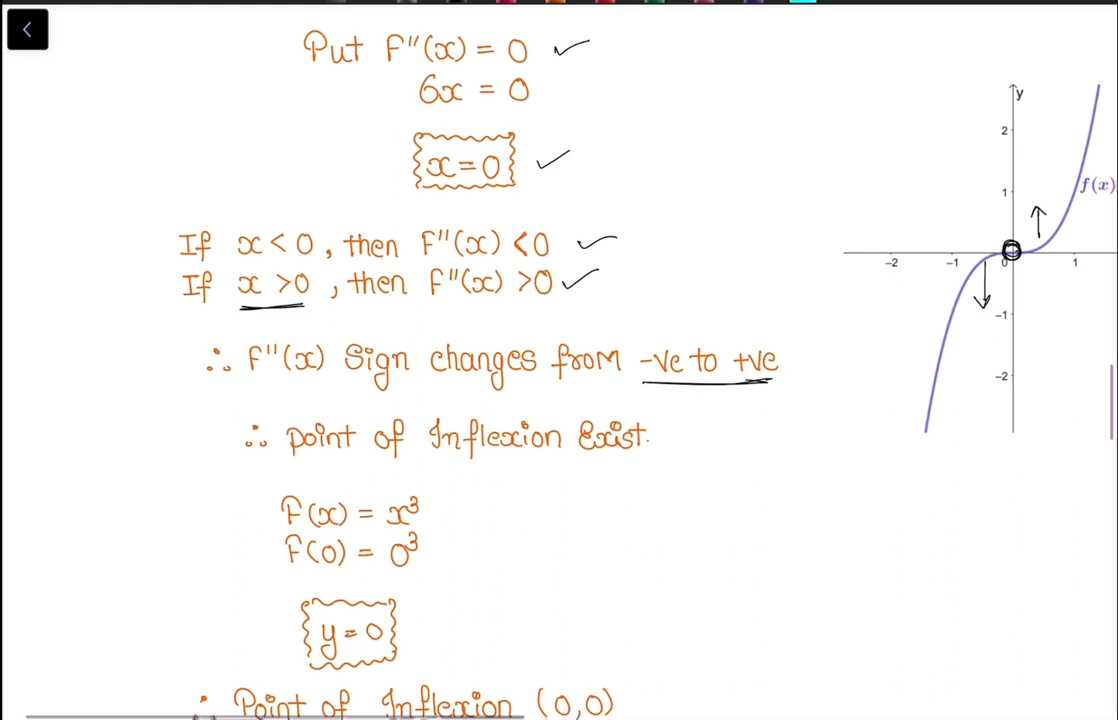 Put F''(x) = 0
6x = 0
x = 0
If x < 0, then F''(x) < 0
If x > 0, then F''(x) > 0
∴ F''(x) Sign changes from -ve to +ve
∴ Point of Inflexion Exist.
F(x) = x³
F(0) = 0³
y = 0
∴ Point of Inflexion (0,0)
y
2
1
f(x)
−2
−1
0
1
−1
−2